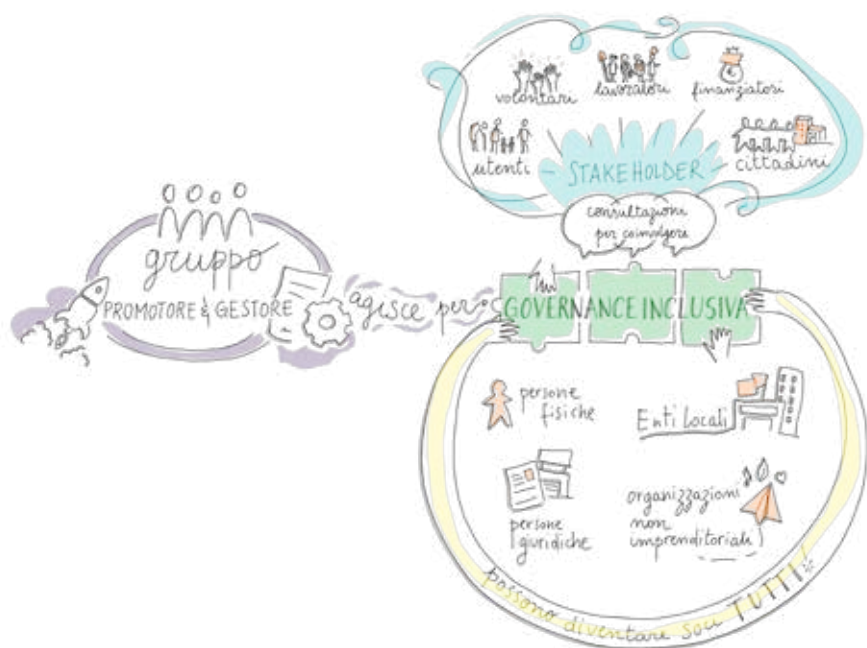 volontari
lavoratori
finanziatori
utenti
STAKEHOLDER
cittadini
consultazione
per coinvolgere
gruppo
PROMOTORE & GESTORE
agisce per:
GOVERNANCE INCLUSIVA
persone
fisiche
Enti Locali
persone
giuridiche
organizzazioni
non
imprenditoriali
possono diventare soci TUTTI!